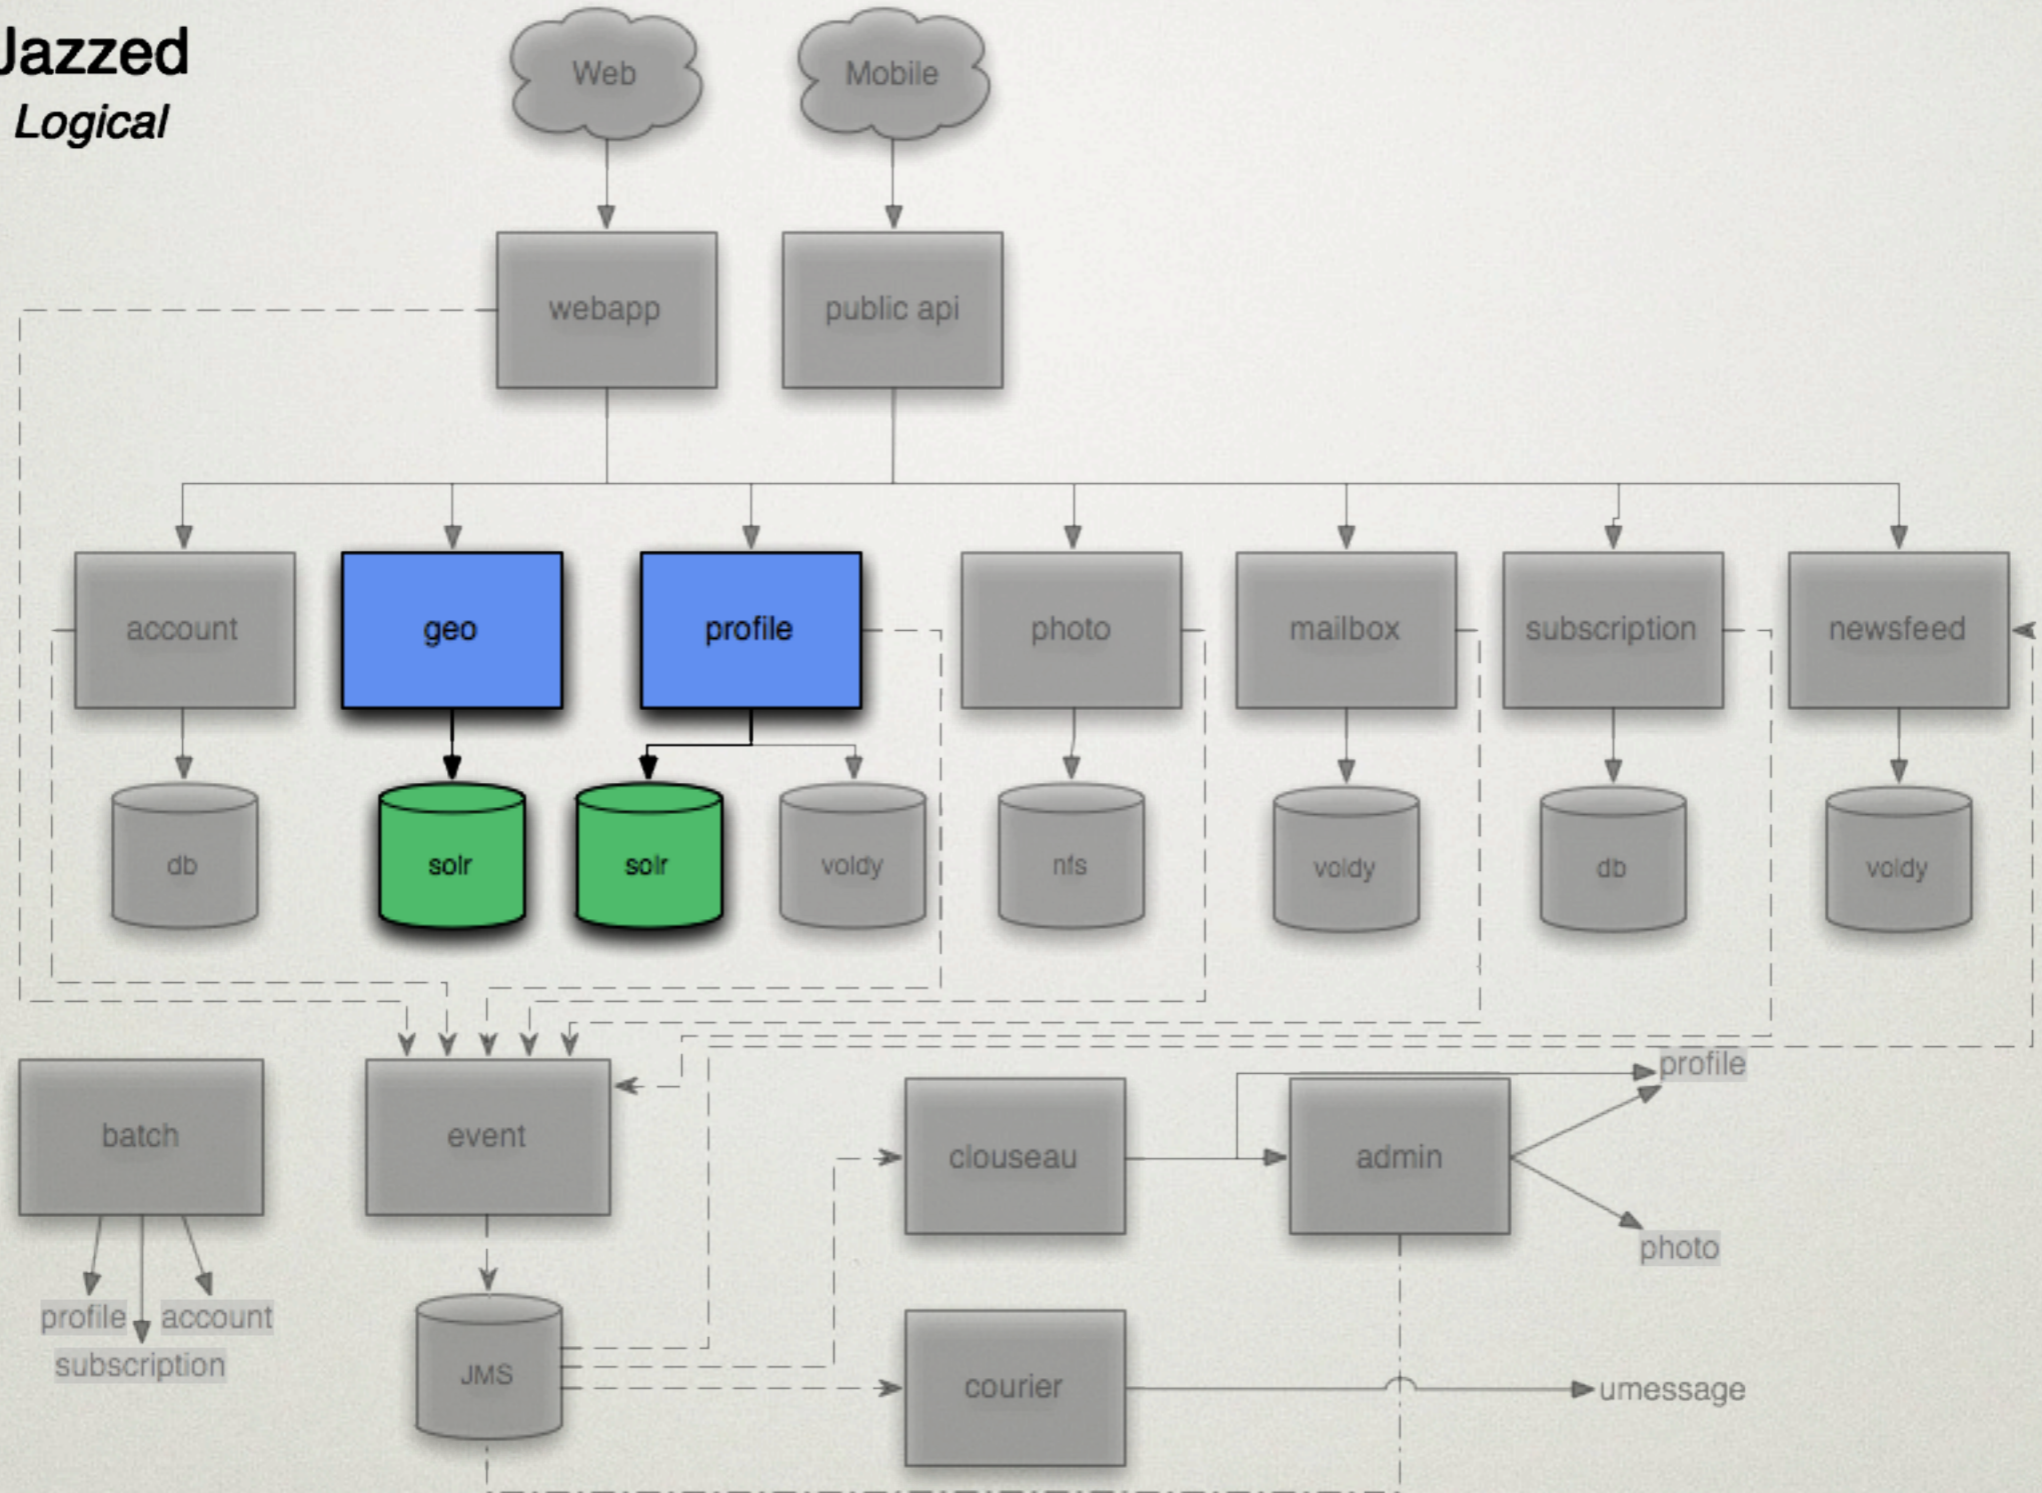 Jazzed
Logical
Web
Mobile
webapp
public api
account
geo
profile
photo
mailbox
subscription
newsfeed
db
solr
solr
voldy
nfs
voldy
db
voldy
batch
event
clouseau
admin
profile
photo
profile
account
subscription
JMS
courier
umessage